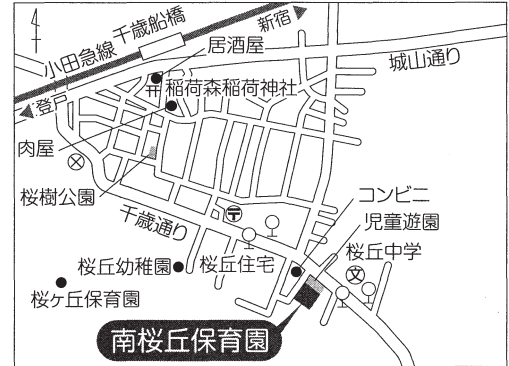 千歳船橋
新宿
小田急線
居酒屋
城山通り
稲荷森稲荷神社
登戸
肉屋
桜樹公園
千歳通り
コンビニ
児童遊園
桜丘中学
文
桜丘幼稚園
桜丘住宅
桜ヶ丘保育園
南桜丘保育園